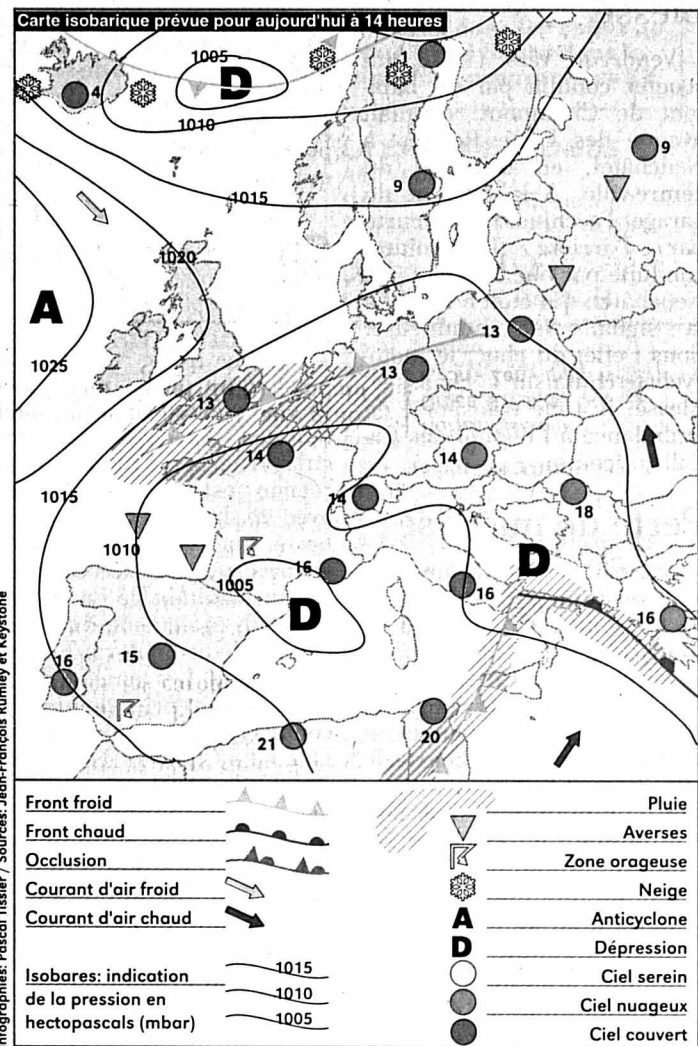 Carte isobarique prévue pour aujourd'hui à 14 heures
1005
D
4
1010
9
1015
9
1020
A
1025
13
13
13
14
14
1015
14
18
1010
D
1005
16
D
16
16
15
16
20
21
Front froid
Front chaud
Occlusion
Courant d'air froid
Courant d'air chaud
Isobares: indication
de la pression en
hectopascals (mbar)
1015
1010
1005
Pluie
Averses
Zone orageuse
Neige
A Anticyclone
D Dépression
Ciel serein
Ciel nuageux
Ciel couvert
Pascal Tissier / Sources: Jean-François Rumley et Keystone